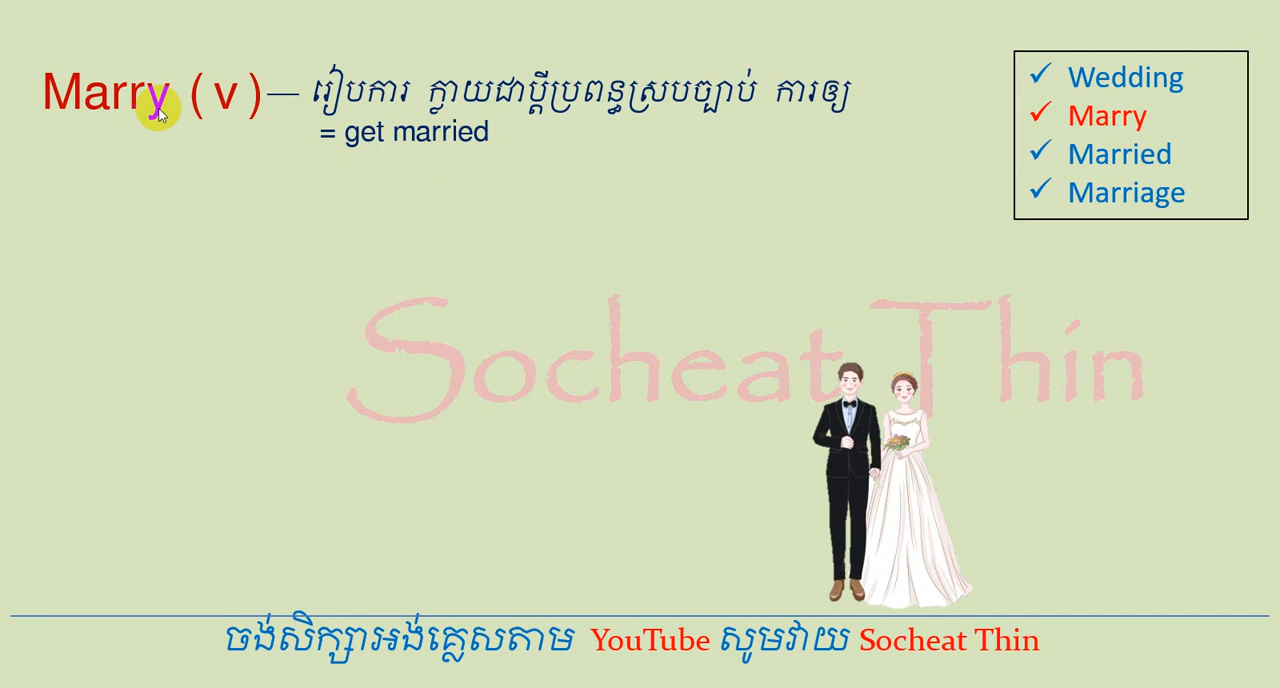 Marry (v)— រៀបការ ក្លាយជាប្តីប្រពន្ធស្របច្បាប់ ការឲ្យ
= get married
✓ Wedding
✓ Marry
✓ Married
✓ Marriage
Socheat Thin
ចង់សិក្សាអង់គ្លេសតាម YouTube សូមវាយ Socheat Thin